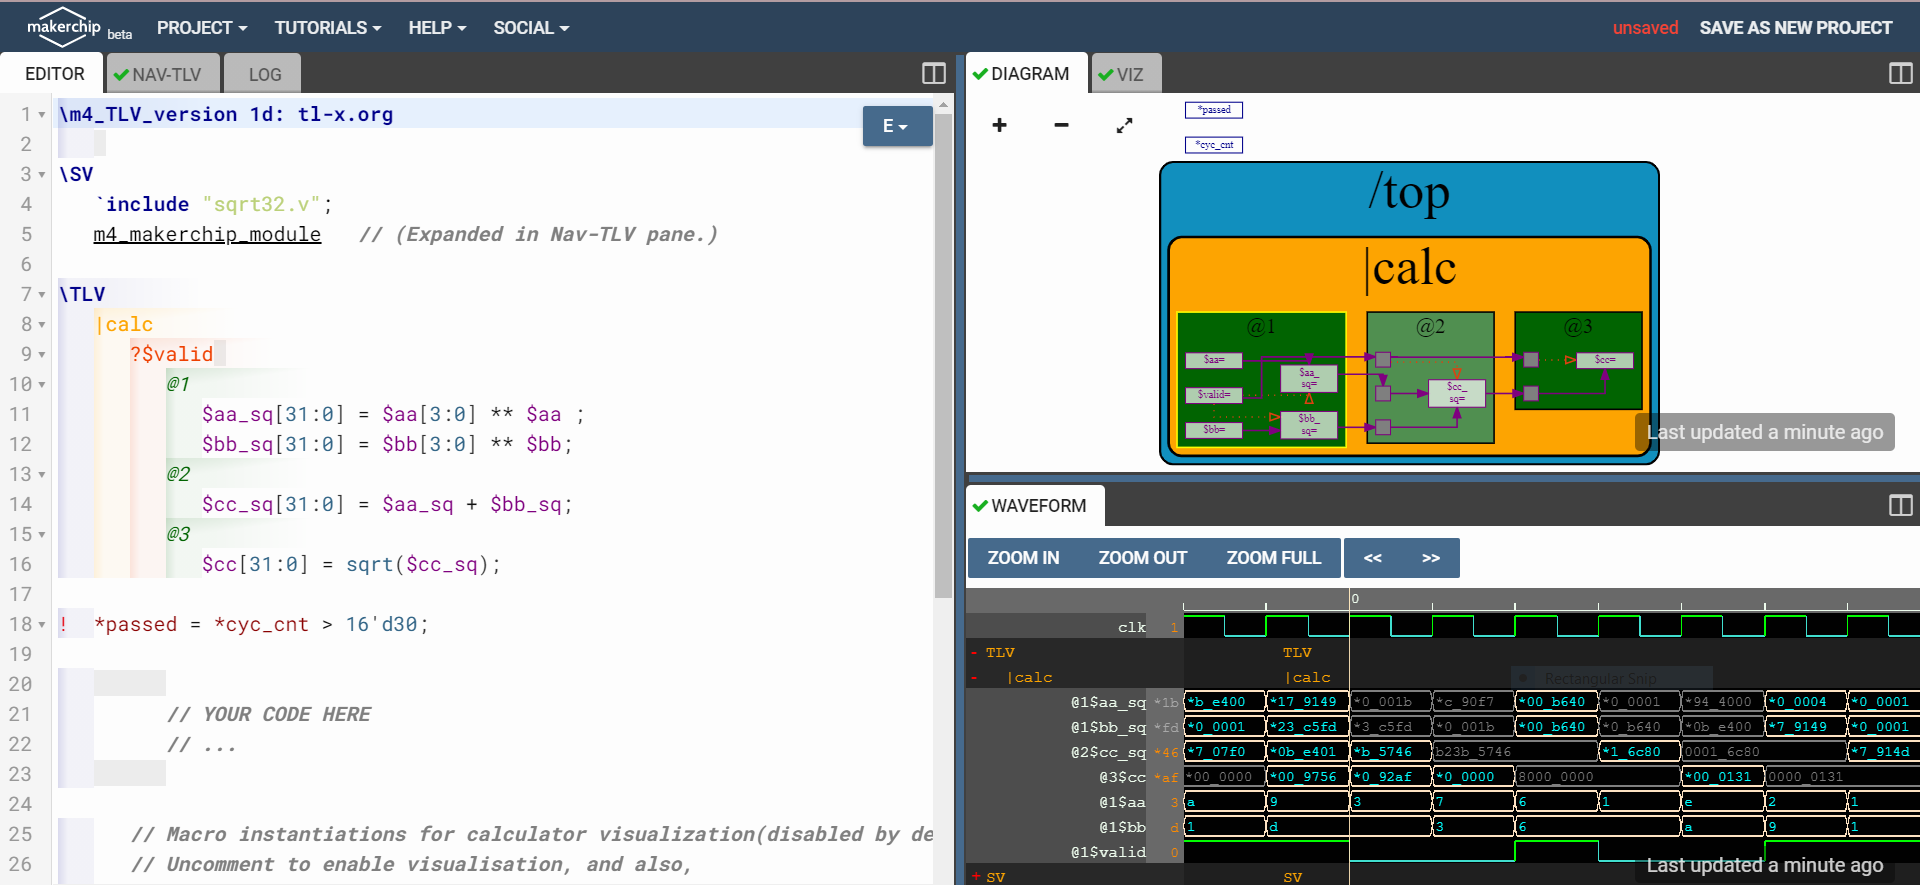 makerchip beta PROJECT TUTORIALS HELP SOCIAL unsaved SAVE AS NEW PROJECT
EDITOR NAV-TLV LOG
1 \m4_TLV_version 1d: tl-x.org
E
2
3 \SV
4 `include "sqrt32.v";
5 m4_makerchip_module // (Expanded in Nav-TLV pane.)
6
7 \TLV
8 |calc
9 ?$valid
10 @1
11 $aa_sq[31:0] = $aa[3:0] ** $aa ;
12 $bb_sq[31:0] = $bb[3:0] ** $bb;
13 @2
14 $cc_sq[31:0] = $aa_sq + $bb_sq;
15 @3
16 $cc[31:0] = sqrt($cc_sq);
17
18 ! *passed = *cyc_cnt > 16'd30;
19
20
21 // YOUR CODE HERE
22 // ...
23
24
25 // Macro instantiations for calculator visualization(disabled by de
26 // Uncomment to enable visualisation, and also,
DIAGRAM VIZ
+ −
*passed
*cyc_cnt
/top
|calc
@1 @2 @3
$aa= $aa_sq= $valid= $bb= $bb_sq=
$cc_sq=
$cc=
Last updated a minute ago
WAVEFORM
ZOOM IN ZOOM OUT ZOOM FULL << >>
0
clk 1
- TLV TLV
- |calc |calc
Rectangular Snip
@1$aa_sq *1b *b_e400 *17_9149 *0_001b *c_90f7 *00_b640 *0_0001 *94_4000 *0_0004 *0_0001
@1$bb_sq *fd *0_0001 *23_c5fd *3_c5fd *0_001b *00_b640 *0_b640 *0b_e400 *7_9149 *0_0001
@2$cc_sq *46 *7_07f0 *0b_e401 *b_5746 b23b_5746 *1_6c80 0001_6c80 *7_914d
@3$cc *af *00_0000 *00_9756 *0_92af *0_0000 8000_0000 *00_0131 0000_0131
@1$aa 3 a 9 3 7 6 1 e 2 1
@1$bb d 1 d 3 6 a 9 1
@1$valid 0
Last updated a minute ago
+ SV SV